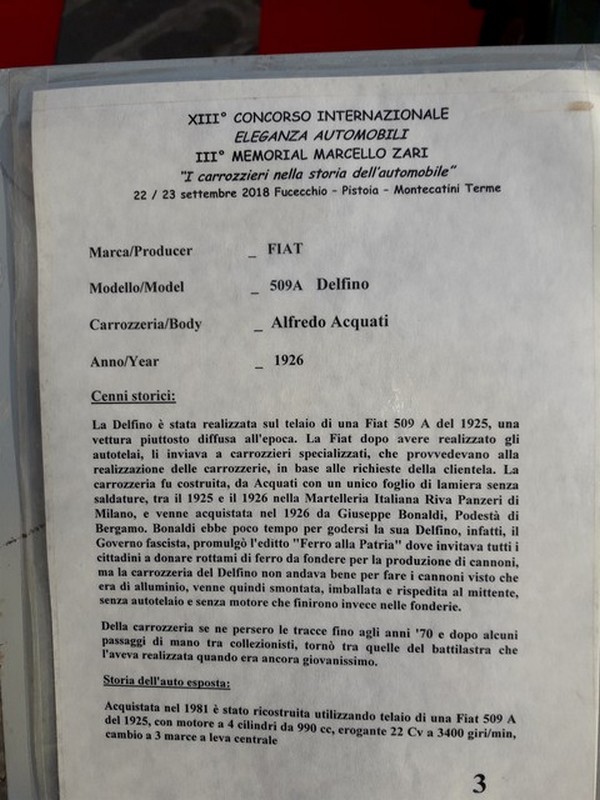 XIII° CONCORSO INTERNAZIONALE
ELEGANZA AUTOMOBILI
III° MEMORIAL MARCELLO ZARI
"I carrozzieri nella storia dell'automobile"
22 / 23 settembre 2018 Fucecchio - Pistoia - Montecatini Terme
Marca/Producer _ FIAT
Modello/Model _ 509A Delfino
Carrozzeria/Body _ Alfredo Acquati
Anno/Year _ 1926
Cenni storici:
La Delfino è stata realizzata sul telaio di una Fiat 509 A del 1925, una
vettura piuttosto diffusa all'epoca. La Fiat dopo avere realizzato gli
autotelai, li inviava a carrozzieri specializzati, che provvedevano alla
realizzazione delle carrozzerie, in base alle richieste della clientela. La
carrozzeria fu costruita, da Acquati con un unico foglio di lamiera senza
saldature, tra il 1925 e il 1926 nella Martelleria Italiana Riva Panzeri di
Milano, e venne acquistata nel 1926 da Giuseppe Bonaldi, Podestà di
Bergamo. Bonaldi ebbe poco tempo per godersi la sua Delfino, infatti, il
Governo fascista, promulgò l'editto "Ferro alla Patria" dove invitava tutti i
cittadini a donare rottami di ferro da fondere per la produzione di cannoni,
ma la carrozzeria del Delfino non andava bene per fare i cannoni visto che
era di alluminio, venne quindi smontata, imballata e rispedita al mittente,
senza autotelaio e senza motore che finirono invece nelle fonderie.
Della carrozzeria se ne persero le tracce fino agli anni '70 e dopo alcuni
passaggi di mano tra collezionisti, tornò tra quelle del battilastra che
l'aveva realizzata quando era ancora giovanissimo.
Storia dell'auto esposta:
Acquistata nel 1981 è stato ricostruita utilizzando telaio di una Fiat 509 A
del 1925, con motore a 4 cilindri da 990 cc, erogante 22 Cv a 3400 giri/min,
cambio a 3 marce a leva centrale
3